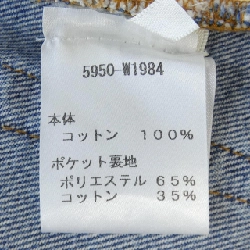 5950-W1984
本体
コットン 100%
ポケット裏地
ポリエステル 65%
コットン 35%